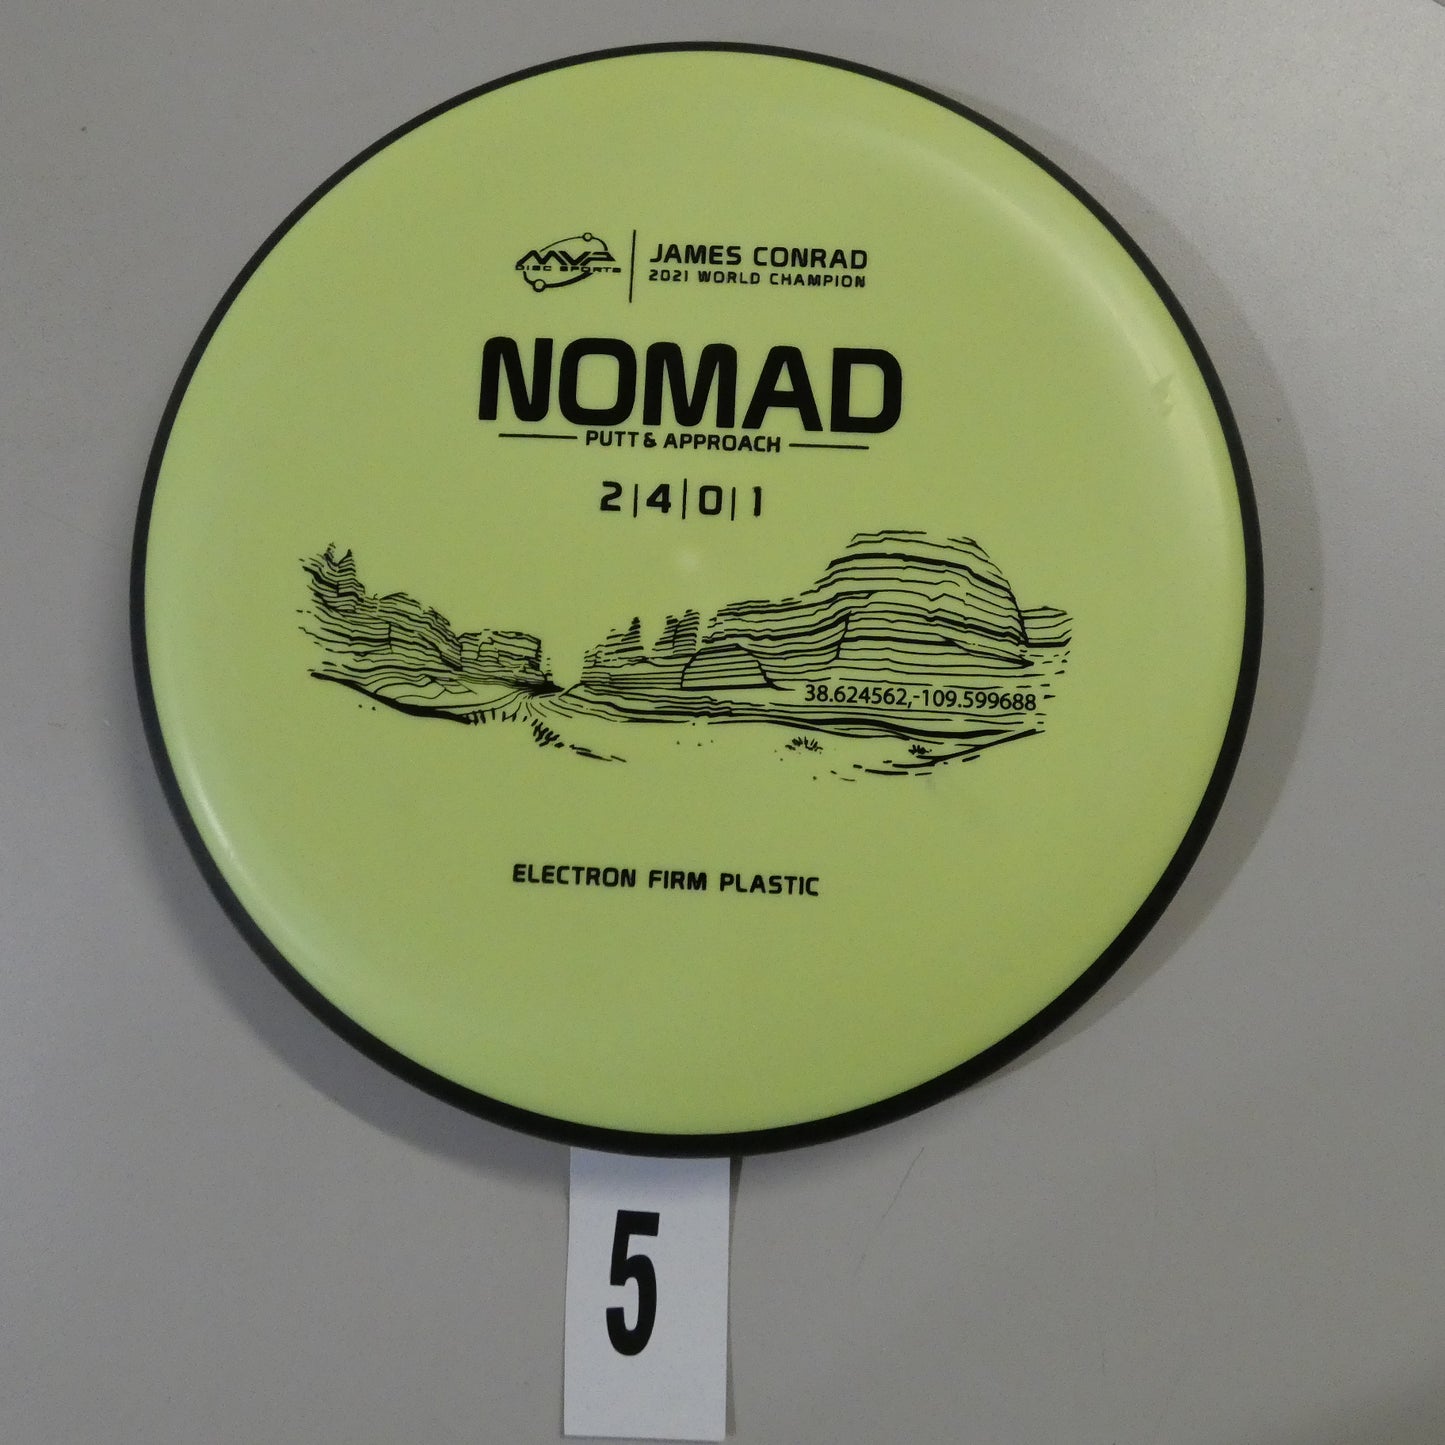 MVP
DISC SPORTS
JAMES CONRAD
2021 WORLD CHAMPION
NOMAD
PUTT & APPROACH
2|4|0|1
38.624562,-109.599688
ELECTRON FIRM PLASTIC
5